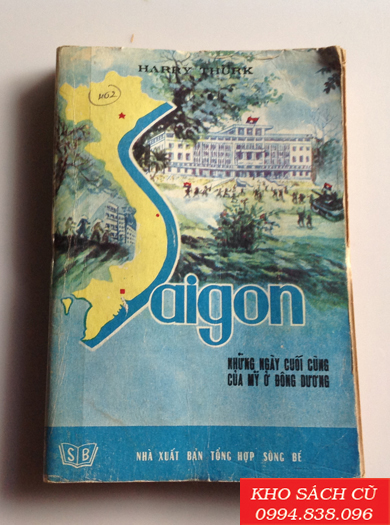 HARRY THURK
1162
Saigon
NHỮNG NGÀY CUỐI CÙNG
CỦA MỸ Ở ĐÔNG DƯƠNG
SB
NHÀ XUẤT BẢN TỔNG HỢP SÔNG BÉ
KHO SÁCH CŨ
0994.838.096